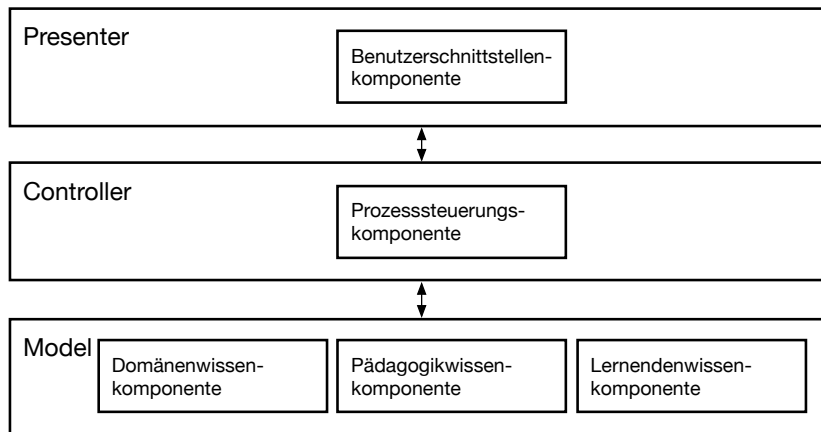 Presenter
Benutzerschnittstellen-
komponente
Controller
Prozesssteuerungs-
komponente
Model
Domänenwissen-
komponente
Pädagogikwissen-
komponente
Lernendenwissen-
komponente